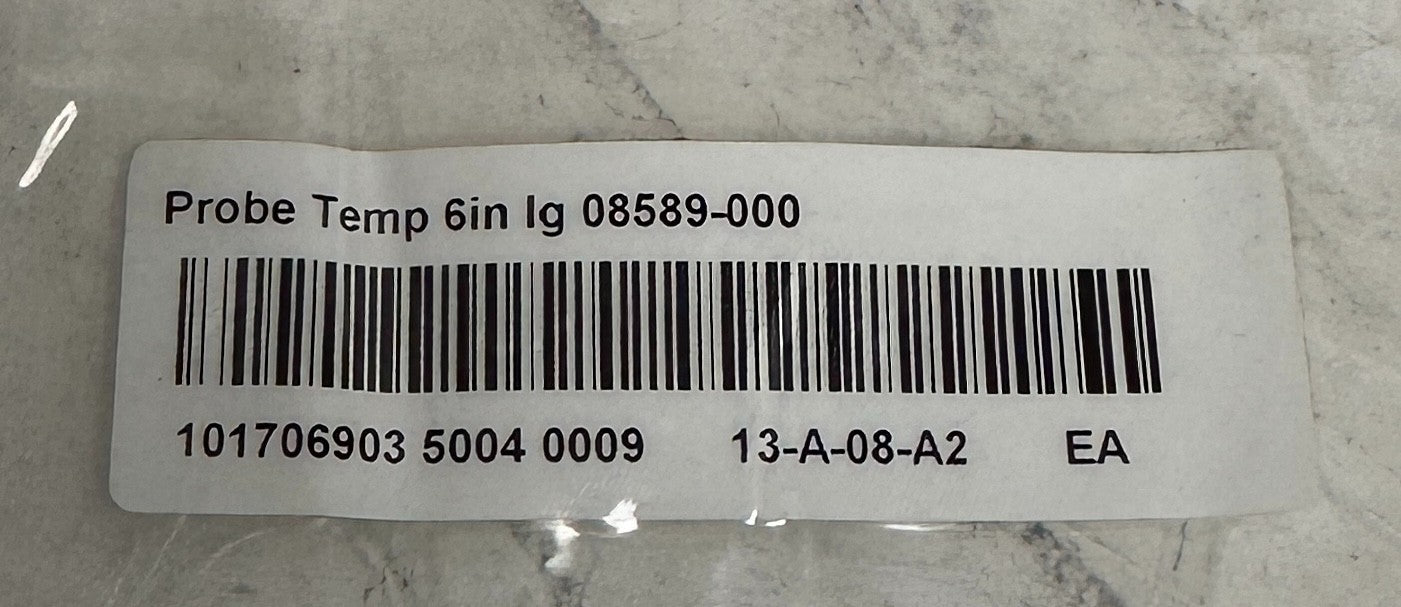 Probe Temp 6in lg 08589-000
101706903 5004 0009 13-A-08-A2 EA